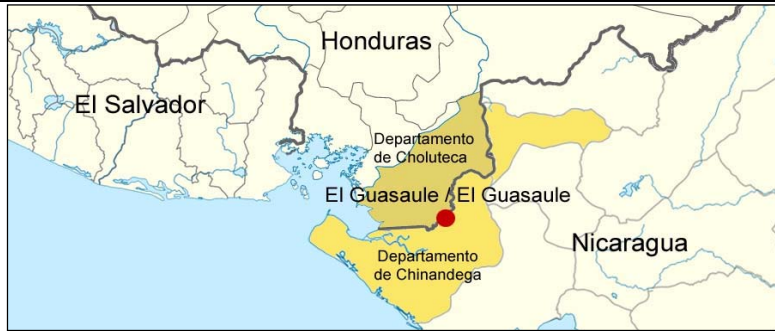 Honduras
El Salvador
Departamento
de Choluteca
El Guasaule / El Guasaule
Nicaragua
Departamento
de Chinandega